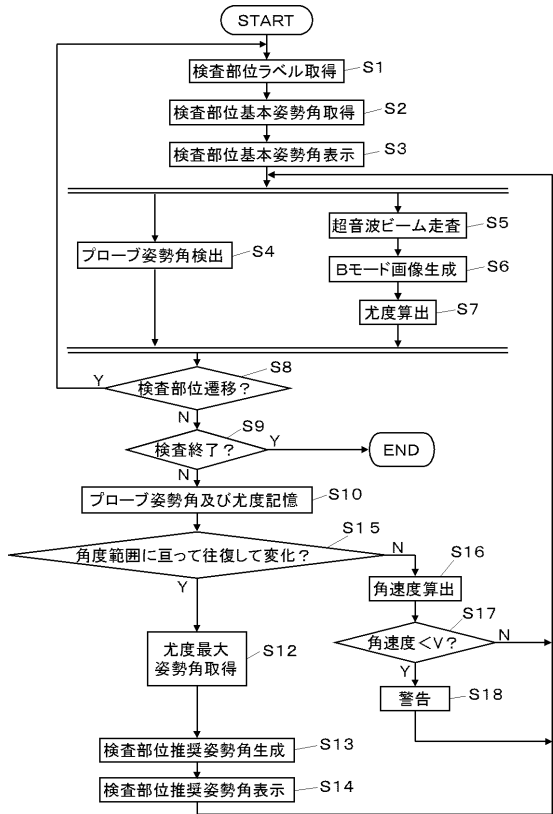 START
検査部位ラベル取得 S1
検査部位基本姿勢角取得 S2
検査部位基本姿勢角表示 S3
プローブ姿勢角検出 S4
超音波ビーム走査 S5
Bモード画像生成 S6
尤度算出 S7
S8
Y 検査部位遷移？
N
S9
検査終了？ Y END
N
プローブ姿勢角及び尤度記憶 S10
S15
角度範囲に亘って往復して変化？ N
Y
S16
角速度算出
S17
角速度＜V？ N
Y
警告 S18
尤度最大
姿勢角取得 S12
検査部位推奨姿勢角生成 S13
検査部位推奨姿勢角表示 S14